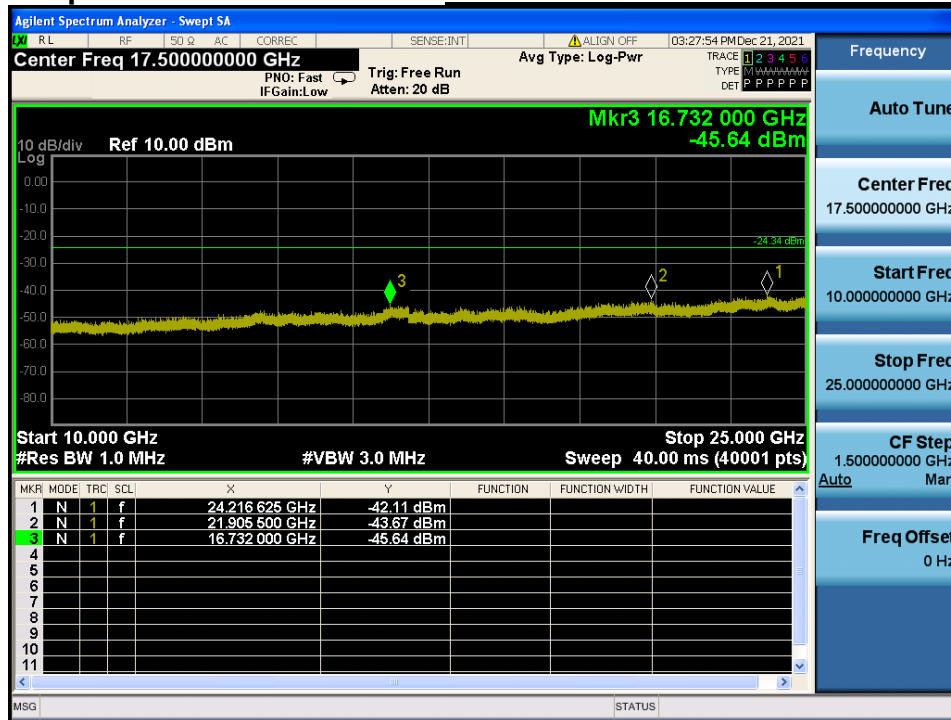 Agilent Spectrum Analyzer - Swept SA
LXI RL RF 50 Ω AC CORREC SENSE:INT ALIGN OFF 03:27:54 PM Dec 21, 2021
Center Freq 17.500000000 GHz
PNO: Fast
IFGain:Low
Trig: Free Run
Atten: 20 dB
Avg Type: Log-Pwr
TRACE 1 2 3 4 5 6
TYPE M
DET P P P P P P
Mkr3 16.732 000 GHz
-45.64 dBm
10 dB/div Ref 10.00 dBm
Log
0.00
-10.0
-20.0
-24.34 dBm
-30.0
-40.0
-50.0
-60.0
-70.0
-80.0
3
2
1
Start 10.000 GHz Stop 25.000 GHz
#Res BW 1.0 MHz #VBW 3.0 MHz Sweep 40.00 ms (40001 pts)
MKR MODE TRC SCL X Y FUNCTION FUNCTION WIDTH FUNCTION VALUE
1 N 1 f 24.216 625 GHz -42.11 dBm
2 N 1 f 21.905 500 GHz -43.67 dBm
3 N 1 f 16.732 000 GHz -45.64 dBm
4
5
6
7
8
9
10
11
MSG STATUS
Frequency
Auto Tune
Center Freq
17.500000000 GHz
Start Freq
10.000000000 GHz
Stop Freq
25.000000000 GHz
CF Step
1.500000000 GHz
Auto Man
Freq Offset
0 Hz